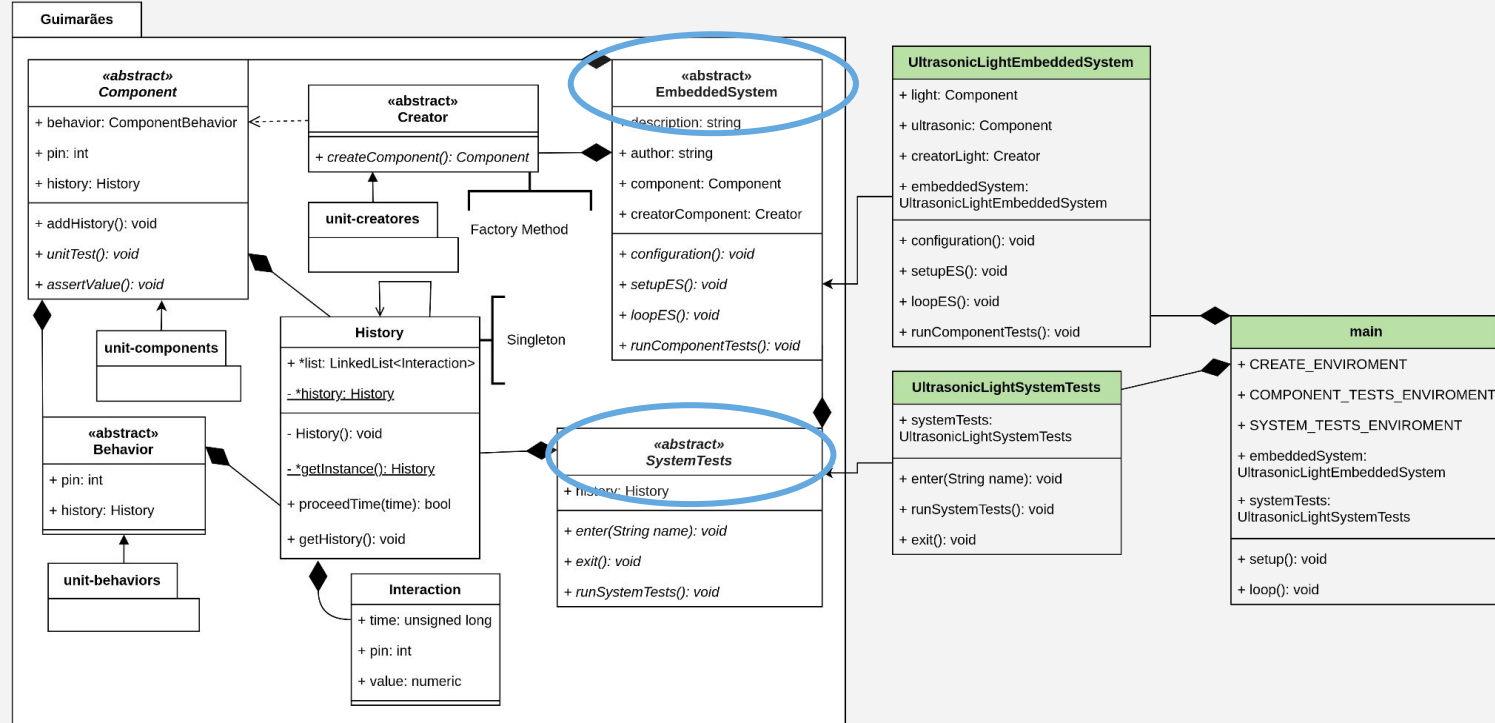 Guimarães
«abstract»
Component
+ behavior: ComponentBehavior
+ pin: int
+ history: History
+ addHistory(): void
+ unitTest(): void
+ assertValue(): void
«abstract»
Creator
+ createComponent(): Component
unit-creatores
Factory Method
«abstract»
EmbeddedSystem
+ description: string
+ author: string
+ component: Component
+ creatorComponent: Creator
+ configuration(): void
+ setupES(): void
+ loopES(): void
+ runComponentTests(): void
unit-components
History
+ *list: LinkedList<Interaction>
- *history: History
- History(): void
- *getInstance(): History
+ proceedTime(time): bool
+ getHistory(): void
Singleton
«abstract»
Behavior
+ pin: int
+ history: History
unit-behaviors
Interaction
+ time: unsigned long
+ pin: int
+ value: numeric
«abstract»
SystemTests
+ history: History
+ enter(String name): void
+ exit(): void
+ runSystemTests(): void
UltrasonicLightEmbeddedSystem
+ light: Component
+ ultrasonic: Component
+ creatorLight: Creator
+ embeddedSystem:
UltrasonicLightEmbeddedSystem
+ configuration(): void
+ setupES(): void
+ loopES(): void
+ runComponentTests(): void
UltrasonicLightSystemTests
+ systemTests:
UltrasonicLightSystemTests
+ enter(String name): void
+ runSystemTests(): void
+ exit(): void
main
+ CREATE_ENVIROMENT
+ COMPONENT_TESTS_ENVIROMENT
+ SYSTEM_TESTS_ENVIROMENT
+ embeddedSystem:
UltrasonicLightEmbeddedSystem
+ systemTests:
UltrasonicLightSystemTests
+ setup(): void
+ loop(): void